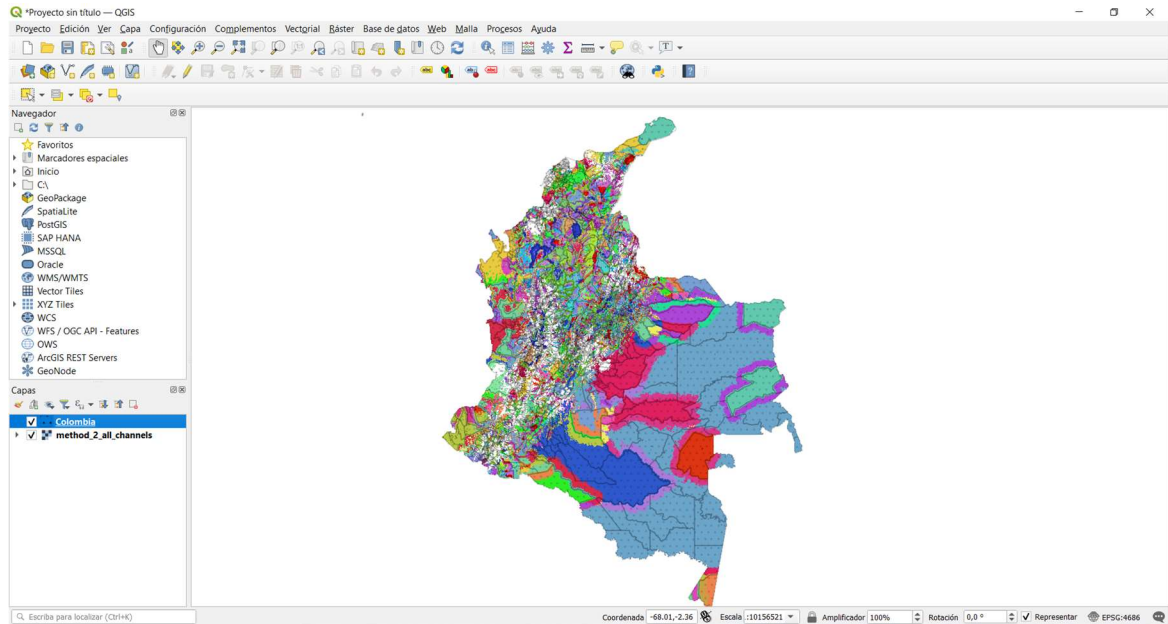 *Proyecto sin título — QGIS
Proyecto Edición Ver Capa Configuración Complementos Vectorial Ráster Base de datos Web Malla Procesos Ayuda
Navegador
Favoritos
Marcadores espaciales
Inicio
C:\
GeoPackage
SpatiaLite
PostGIS
SAP HANA
MSSQL
Oracle
WMS/WMTS
Vector Tiles
XYZ Tiles
WCS
WFS / OGC API - Features
OWS
ArcGIS REST Servers
GeoNode
Capas
Colombia
method_2_all_channels
Escriba para localizar (Ctrl+K)
Coordenada -68.01,-2.36 Escala :10156521 Amplificador 100% Rotación 0,0 ° Representar EPSG:4686